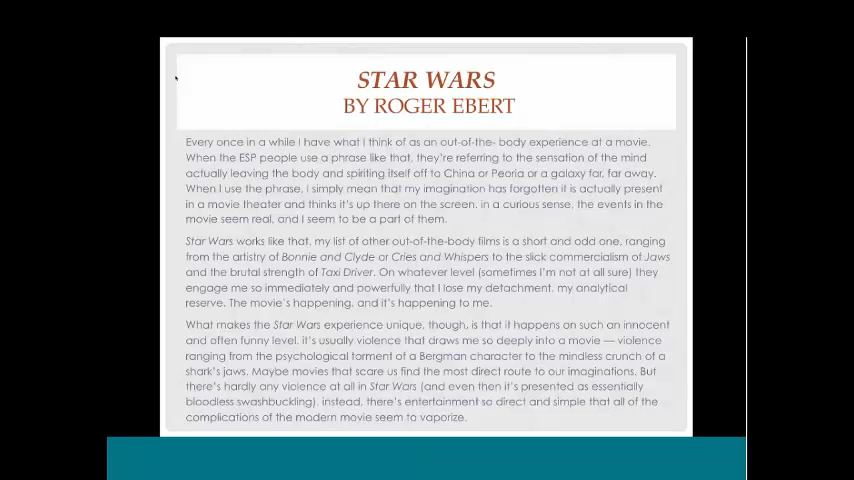 STAR WARS
BY ROGER EBERT
Every once in a while I have what I think of as an out-of-the- body experience at a movie.
When the ESP people use a phrase like that, they're referring to the sensation of the mind
actually leaving the body and spiriting itself off to China or Peoria or a galaxy far, far away.
When I use the phrase, I simply mean that my imagination has forgotten it is actually present
in a movie theater and thinks it's up there on the screen. in a curious sense, the events in the
movie seem real, and I seem to be a part of them.
Star Wars works like that. my list of other out-of-the-body films is a short and odd one, ranging
from the artistry of Bonnie and Clyde or Cries and Whispers to the slick commercialism of Jaws
and the brutal strength of Taxi Driver. On whatever level (sometimes I'm not at all sure) they
engage me so immediately and powerfully that I lose my detachment, my analytical
reserve. The movie's happening, and it's happening to me.
What makes the Star Wars experience unique, though, is that it happens on such an innocent
and often funny level. it's usually violence that draws me so deeply into a movie — violence
ranging from the psychological torment of a Bergman character to the mindless crunch of a
shark's jaws. Maybe movies that scare us find the most direct route to our imaginations. But
there's hardly any violence at all in Star Wars (and even then it's presented as essentially
bloodless swashbuckling). instead, there's entertainment so direct and simple that all of the
complications of the modern movie seem to vaporize.